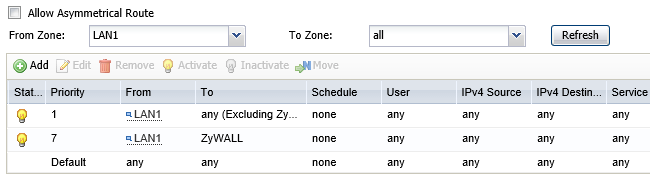 Allow Asymmetrical Route
From Zone: LAN1 To Zone: all Refresh
Add Edit Remove Activate Inactivate Move
Stat... Priority From To Schedule User IPv4 Source IPv4 Destin... Service
1 LAN1 any (Excluding Zy... none any any any any
7 LAN1 ZyWALL none any any any any
Default any any none any any any any